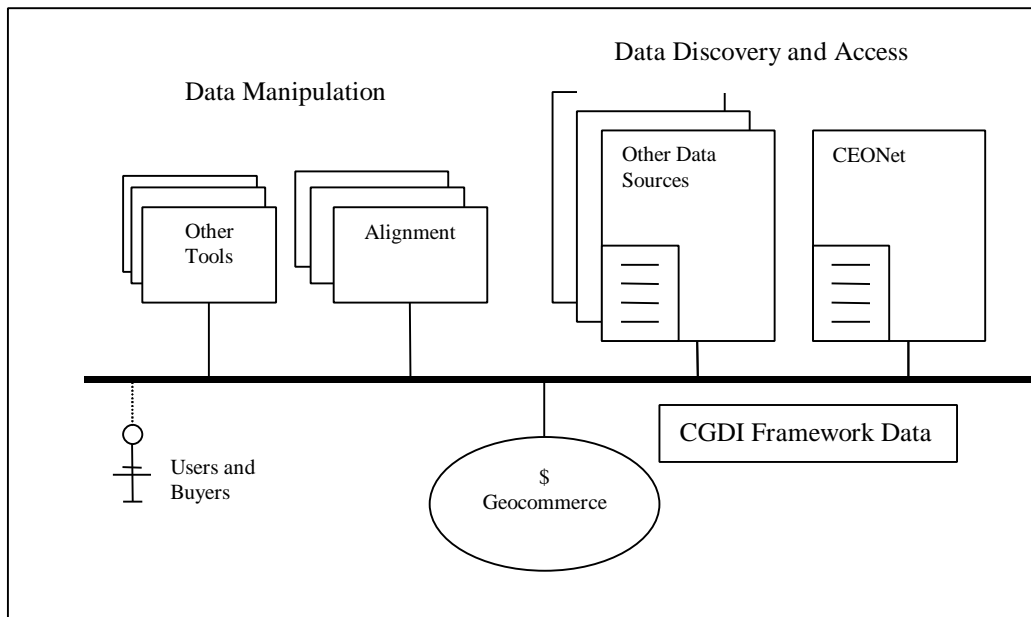 Data Discovery and Access
Data Manipulation
Other Data
Sources
CEONet
Other
Tools
Alignment
CGDI Framework Data
Users and
Buyers
$
Geocommerce